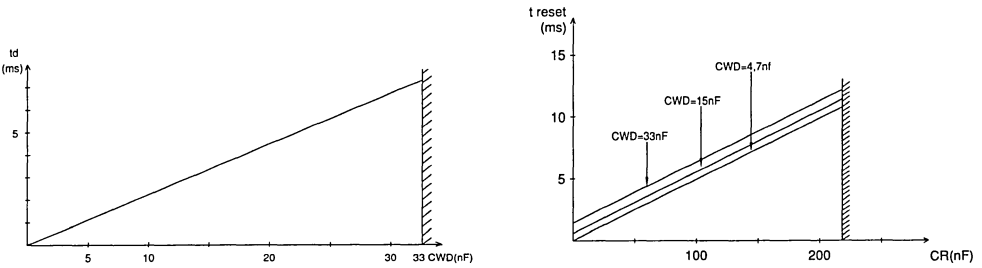 td
(ms)
5
5
10
20
30
33
CWD(nF)
t reset
(ms)
15
10
5
CWD=4,7nf
CWD=15nF
CWD=33nF
100
200
CR(nF)